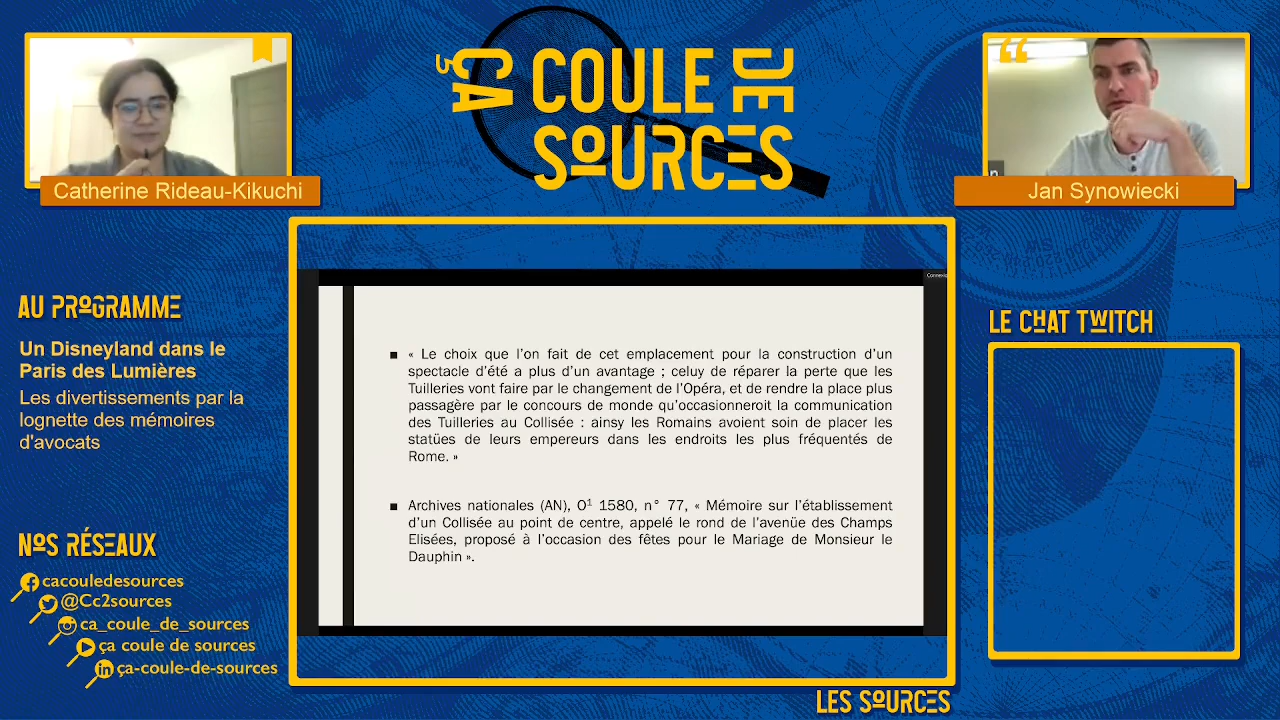 ÇA COULE DE
SOURCES
Catherine Rideau-Kikuchi
Jan Synowiecki
AU PROGRAMME
Un Disneyland dans le
Paris des Lumières
Les divertissements par la
lognette des mémoires
d'avocats
NOS RÉSEAUX
cacouledesources
@Cc2sources
ca_coule_de_sources
ça coule de sources
in ça-coule-de-sources
« Le choix que l'on fait de cet emplacement pour la construction d'un
spectacle d'été a plus d'un avantage ; celuy de réparer la perte que les
Tuilleries vont faire par le changement de l'Opéra, et de rendre la place plus
passagère par le concours de monde qu'occasionneroit la communication
des Tuilleries au Collisée : ainsy les Romains avoient soin de placer les
statües de leurs empereurs dans les endroits les plus fréquentés de
Rome. »
Archives nationales (AN), O¹ 1580, n° 77, « Mémoire sur l'établissement
d'un Collisée au point de centre, appelé le rond de l'avenüe des Champs
Elisées, proposé à l'occasion des fêtes pour le Mariage de Monsieur le
Dauphin ».
LE CHAT TWITCH
LES SOURCES